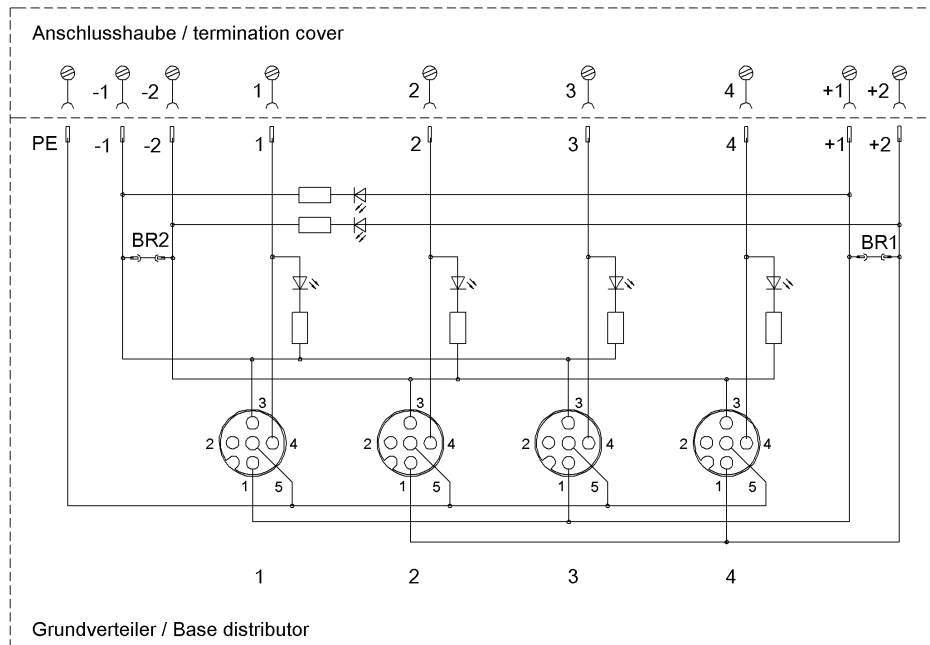 Anschlusshaube / termination cover
-1 -2 1 2 3 4 +1 +2
PE -1 -2 1 2 3 4 +1 +2
BR2 BR1
3 3 3 3
2 4 2 4 2 4 2 4
1 5 1 5 1 5 1 5
1 2 3 4
Grundverteiler / Base distributor